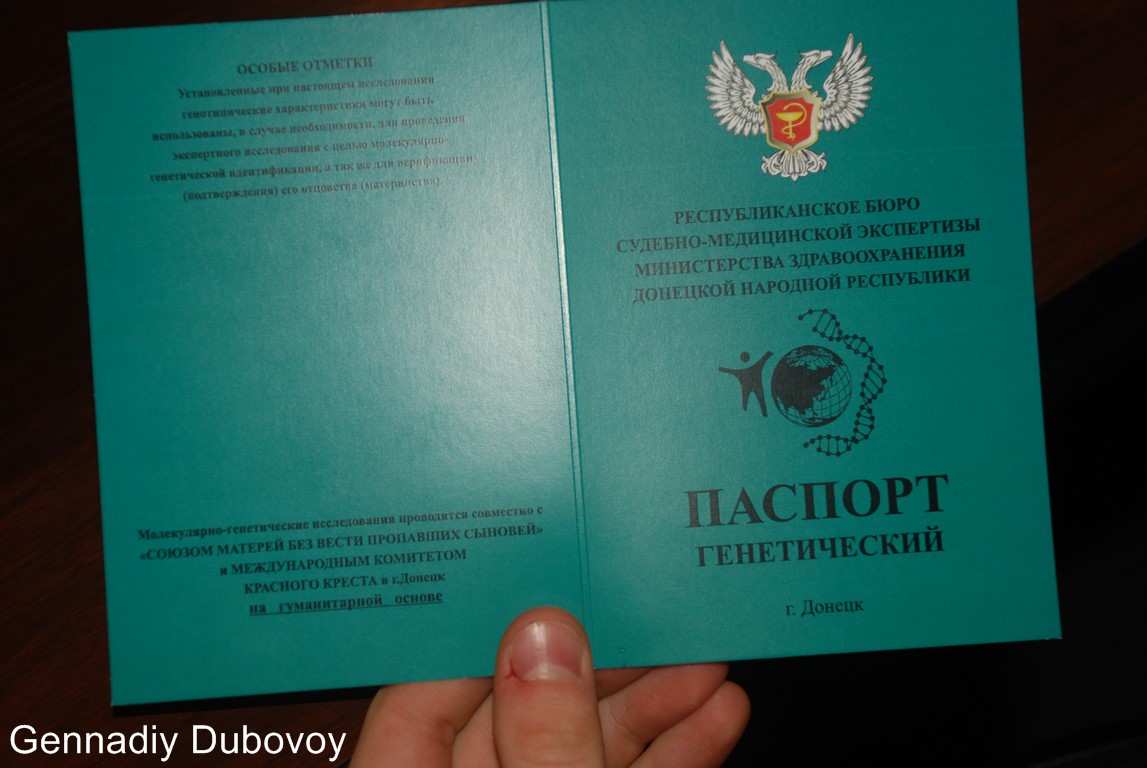 ОСОБЫЕ ОТМЕТКИ
Установленные при настоящем исследовании
генотипические характеристики могут быть
использованы, в случае необходимости, для проведения
экспертного исследования с целью молекулярно-
генетической идентификации, а так же для верификации
(подтверждения) его отцовства (материнства).
Молекулярно-генетические исследования проводятся совместно с
«СОЮЗОМ МАТЕРЕЙ БЕЗ ВЕСТИ ПРОПАВШИХ СЫНОВЕЙ»
и МЕЖДУНАРОДНЫМ КОМИТЕТОМ
КРАСНОГО КРЕСТА в г.Донецк
на гуманитарной основе
РЕСПУБЛИКАНСКОЕ БЮРО
СУДЕБНО-МЕДИЦИНСКОЙ ЭКСПЕРТИЗЫ
МИНИСТЕРСТВА ЗДРАВООХРАНЕНИЯ
ДОНЕЦКОЙ НАРОДНОЙ РЕСПУБЛИКИ
ПАСПОРТ
ГЕНЕТИЧЕСКИЙ
г. Донецк
Gennadiy Dubovoy